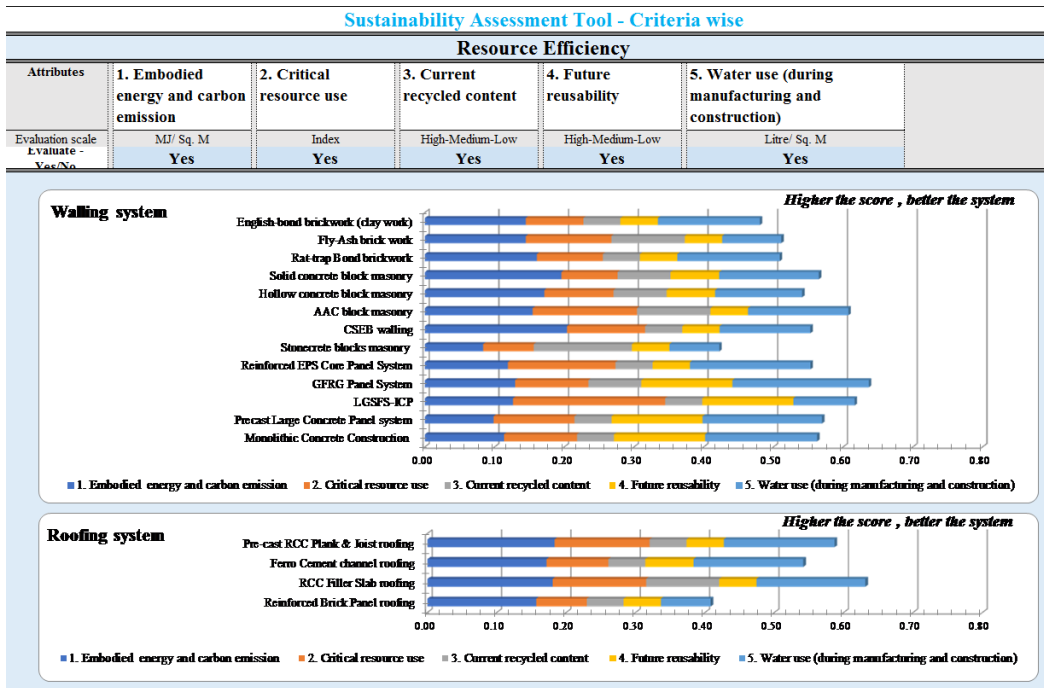 Sustainability Assessment Tool - Criteria wise
Resource Efficiency
Attributes
1. Embodied
energy and carbon
emission
2. Critical
resource use
3. Current
recycled content
4. Future
reusability
5. Water use (during
manufacturing and
construction)
Evaluation scale
MJ/ Sq. M
Index
High-Medium-Low
High-Medium-Low
Litre/ Sq. M
Evaluate -
Yes/No
Yes
Yes
Yes
Yes
Yes
Walling system
Higher the score , better the system
English-bond brickwork (clay work)
Fly-Ash brick work
Rat-trap Bond brickwork
Solid concrete block masonry
Hollow concrete block masonry
AAC block masonry
CSEB walling
Stonecrete blocks masonry
Reinforced EPS Core Panel System
GFRG Panel System
LGSFS-ICP
Precast Large Concrete Panel system
Monolithic Concrete Construction
0.00 0.10 0.20 0.30 0.40 0.50 0.60 0.70 0.80
1. Embodied energy and carbon emission 2. Critical resource use 3. Current recycled content 4. Future reusability 5. Water use (during manufacturing and construction)
Roofing system
Higher the score , better the system
Pre-cast RCC Plank & Joist roofing
Ferro Cement channel roofing
RCC Filler Slab roofing
Reinforced Brick Panel roofing
0.00 0.10 0.20 0.30 0.40 0.50 0.60 0.70 0.80
1. Embodied energy and carbon emission 2. Critical resource use 3. Current recycled content 4. Future reusability 5. Water use (during manufacturing and construction)